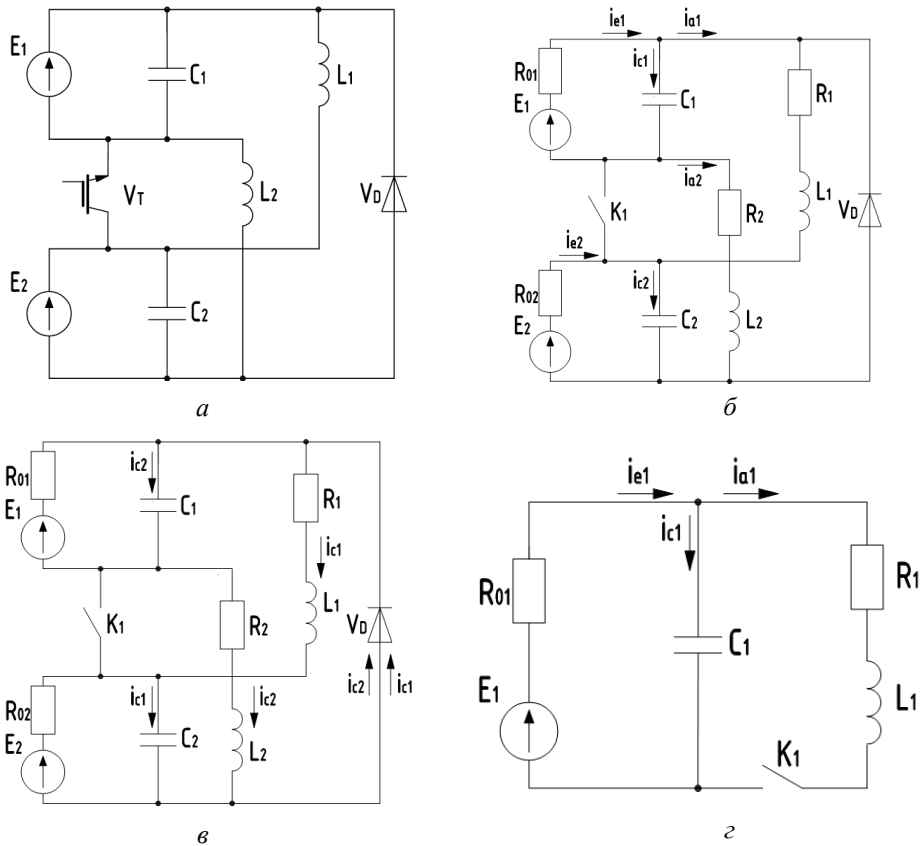 E1
C1
L1
VT
L2
VD
E2
C2
а
ie1
ia1
R01
ic1
E1
C1
R1
ia2
K1
R2
L1
VD
ie2
R02
ic2
E2
C2
L2
б
R01
ic2
E1
C1
R1
ic1
K1
R2
L1
VD
R02
ic1
ic2
ic2
ic1
E2
C2
L2
в
ie1
ia1
ic1
R01
R1
C1
E1
L1
K1
г